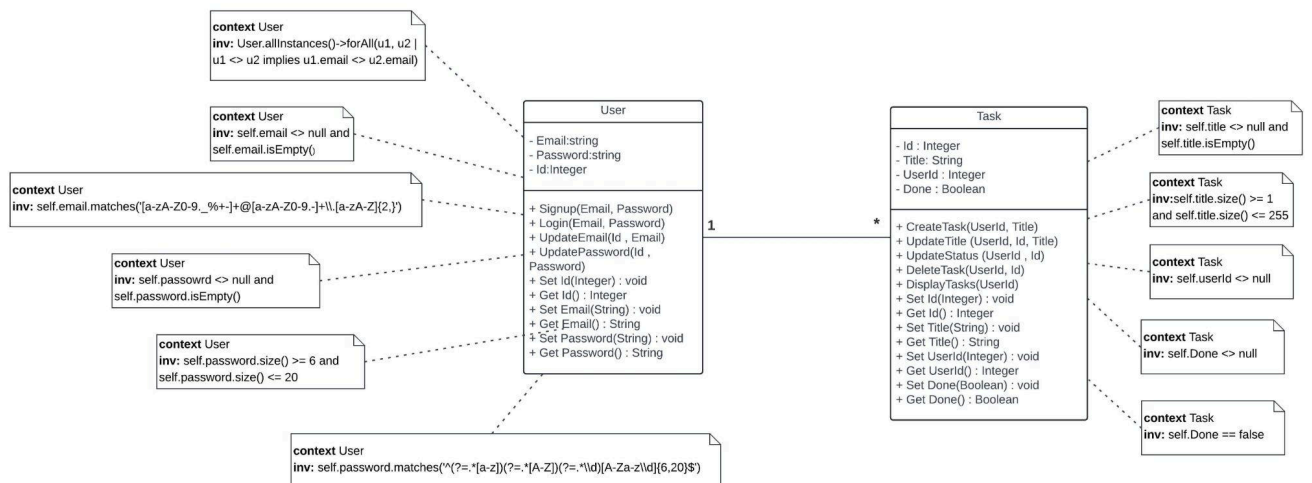 context User
inv: User.allInstances()->forAll(u1, u2 |
u1 <> u2 implies u1.email <> u2.email)
context User
inv: self.email <> null and
self.email.isEmpty()
context User
inv: self.email.matches('[a-zA-Z0-9._%+-]+@[a-zA-Z0-9.-]+\\.[a-zA-Z]{2,}')
context User
inv: self.passowrd <> null and
self.password.isEmpty()
context User
inv: self.password.size() >= 6 and
self.password.size() <= 20
context User
inv: self.password.matches('^(?=.*[a-z])(?=.*[A-Z])(?=.*\\d)[A-Za-z\\d]{6,20}$')
User
- Email:string
- Password:string
- Id:Integer
+ Signup(Email, Password)
+ Login(Email, Password)
+ UpdateEmail(Id , Email)
+ UpdatePassword(Id ,
Password)
+ Set Id(Integer) : void
+ Get Id() : Integer
+ Set Email(String) : void
+ Get Email() : String
+ Set Password(String) : void
+ Get Password() : String
1
*
Task
- Id : Integer
- Title: String
- UserId : Integer
- Done : Boolean
+ CreateTask(UserId, Title)
+ UpdateTitle (UserId, Id, Title)
+ UpdateStatus (UserId , Id)
+ DeleteTask(UserId, Id)
+ DisplayTasks(UserId)
+ Set Id(Integer) : void
+ Get Id() : Integer
+ Set Title(String) : void
+ Get Title() : String
+ Set UserId(Integer) : void
+ Get UserId() : Integer
+ Set Done(Boolean) : void
+ Get Done() : Boolean
context Task
inv: self.title <> null and
self.title.isEmpty()
context Task
inv:self.title.size() >= 1
and self.title.size() <= 255
context Task
inv: self.userId <> null
context Task
inv: self.Done <> null
context Task
inv: self.Done == false